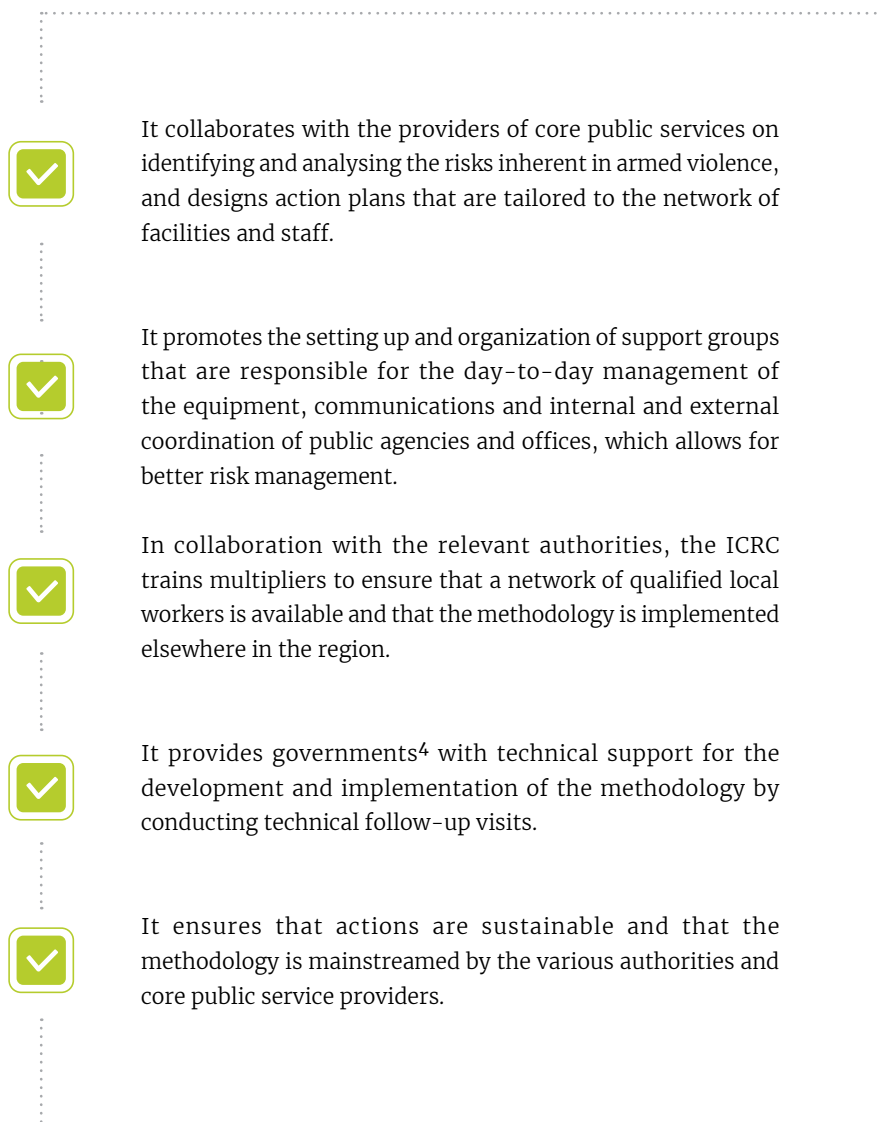 It collaborates with the providers of core public services on
identifying and analysing the risks inherent in armed violence,
and designs action plans that are tailored to the network of
facilities and staff.
It promotes the setting up and organization of support groups
that are responsible for the day-to-day management of
the equipment, communications and internal and external
coordination of public agencies and offices, which allows for
better risk management.
In collaboration with the relevant authorities, the ICRC
trains multipliers to ensure that a network of qualified local
workers is available and that the methodology is implemented
elsewhere in the region.
It provides governments⁴ with technical support for the
development and implementation of the methodology by
conducting technical follow-up visits.
It ensures that actions are sustainable and that the
methodology is mainstreamed by the various authorities and
core public service providers.